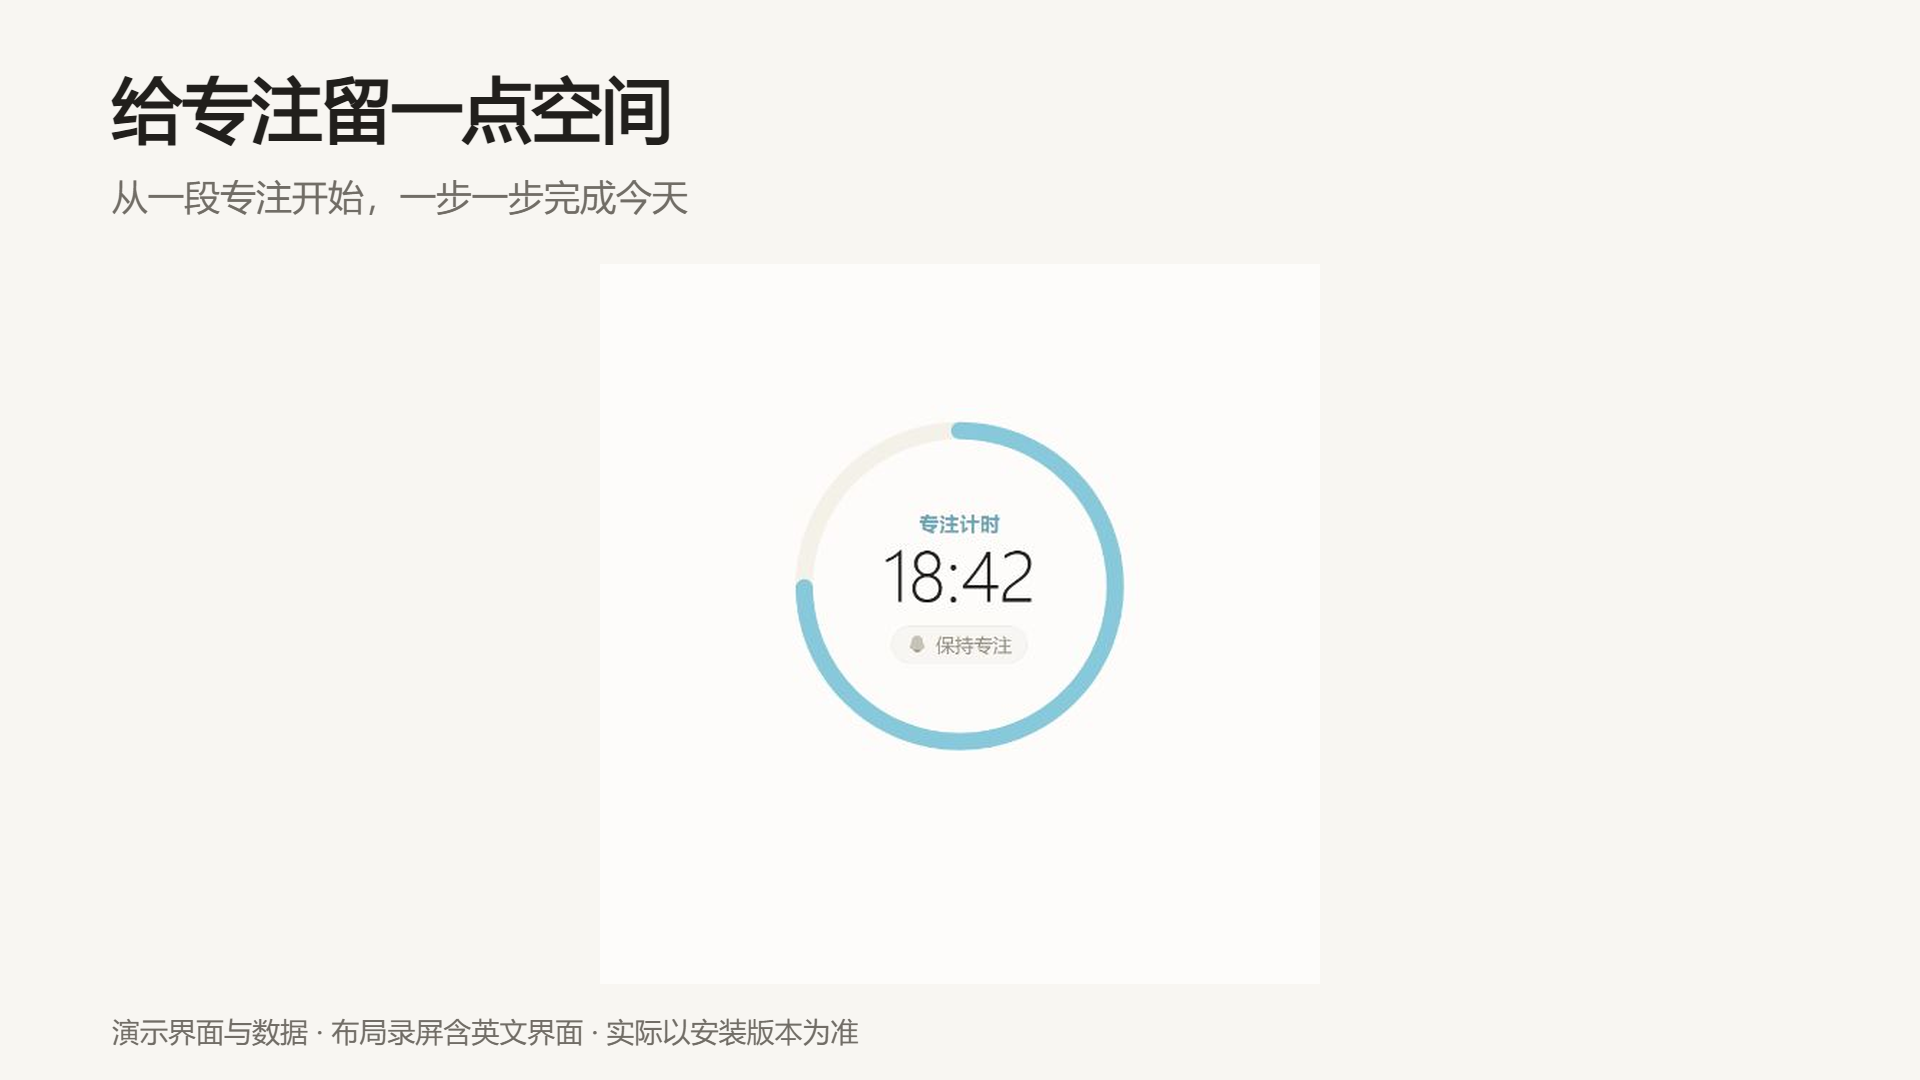 给专注留一点空间
从一段专注开始，一步一步完成今天
专注计时
18:42
保持专注
演示界面与数据 · 布局录屏含英文界面 · 实际以安装版本为准